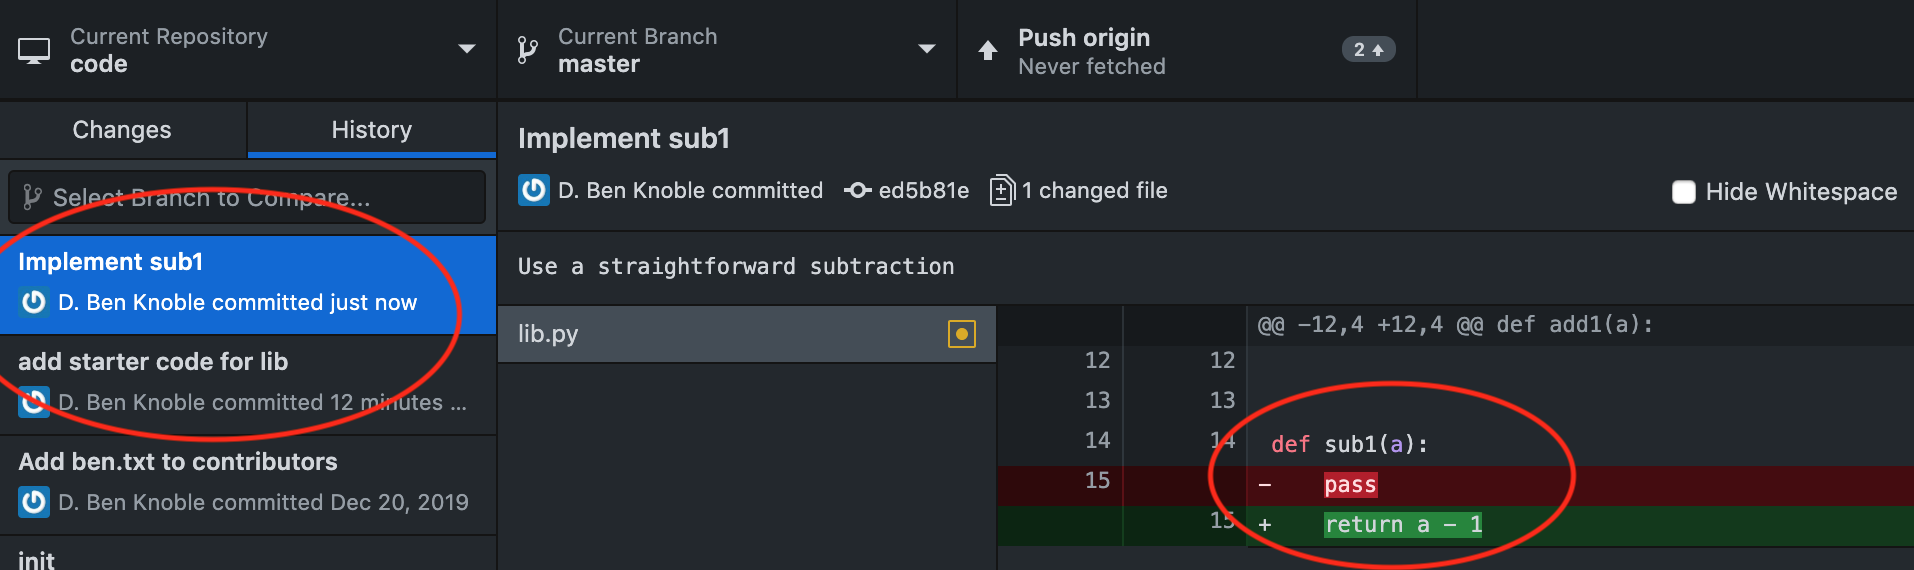 Current Repository
code
Current Branch
master
Push origin
Never fetched
2
Changes
History
Select Branch to Compare...
Implement sub1
D. Ben Knoble committed just now
add starter code for lib
D. Ben Knoble committed 12 minutes ...
Add ben.txt to contributors
D. Ben Knoble committed Dec 20, 2019
init
Implement sub1
D. Ben Knoble committed ed5b81e 1 changed file
Hide Whitespace
Use a straightforward subtraction
lib.py
@@ -12,4 +12,4 @@ def add1(a):
12 12
13 13
14 14 def sub1(a):
15 - pass
15 + return a - 1